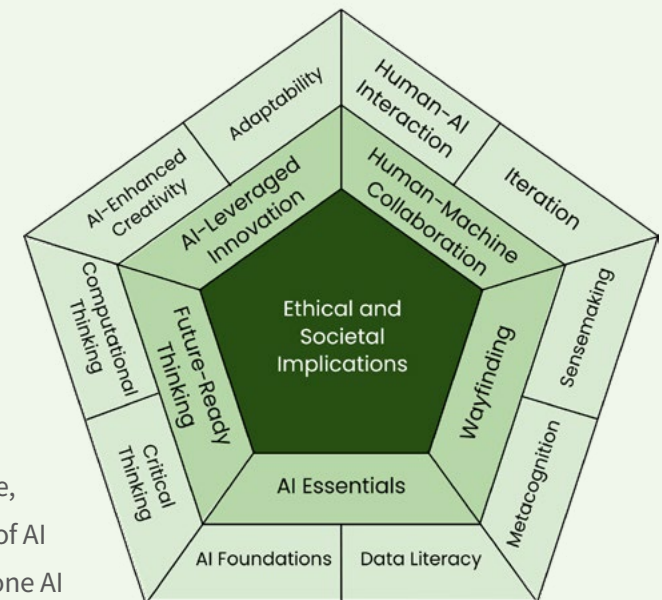 Adaptability
Human-AI
Interaction
AI-Enhanced
Creativity
Iteration
AI-Leveraged
Innovation
Human-Machine
Collaboration
Computational
Thinking
Future-Ready
Thinking
Ethical and
Societal
Implications
Wayfinding
Sensemaking
Critical
Thinking
Metacognition
AI Essentials
AI Foundations
Data Literacy
of AI
one AI